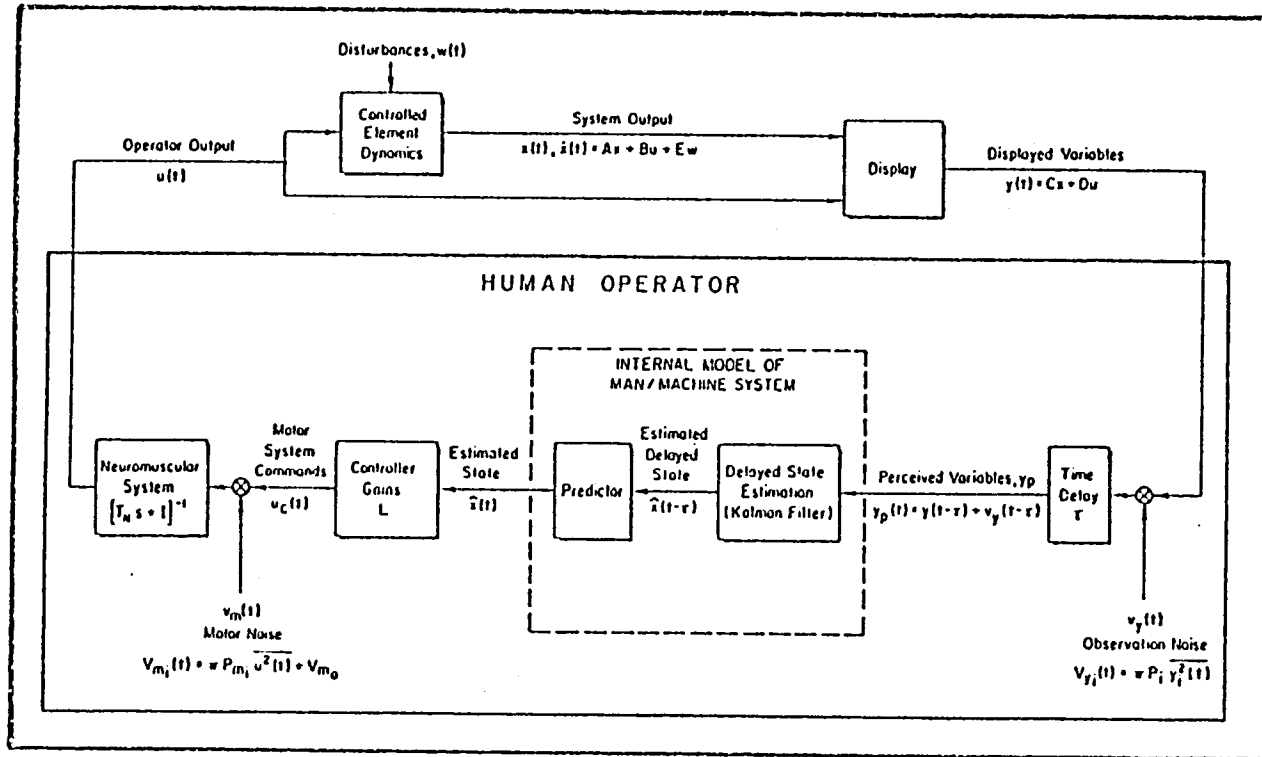 Disturbances, w(t)
Controlled
Element
Dynamics
Operator Output
u(t)
System Output
x(t), ẋ(t) = Ax + Bu + Ew
Display
Displayed Variables
y(t) = Cx + Du
HUMAN OPERATOR
INTERNAL MODEL OF
MAN/MACHINE SYSTEM
Neuromuscular
System
[T_N s + I]^-1
Motor
System
Commands
u_c(t)
Controller
Gains
L
Estimated
State
x̂(t)
Predictor
Estimated
Delayed
State
x̂(t-τ)
Delayed State
Estimation
(Kalman Filter)
Perceived Variables, y_p
y_p(t) = y(t-τ) + v_y(t-τ)
Time
Delay
τ
v_m(t)
Motor Noise
V_mi(t) = π P_mi \overline{u²(t)} + V_mo
v_y(t)
Observation Noise
V_yi(t) = π P_i \overline{y_i²(t)}